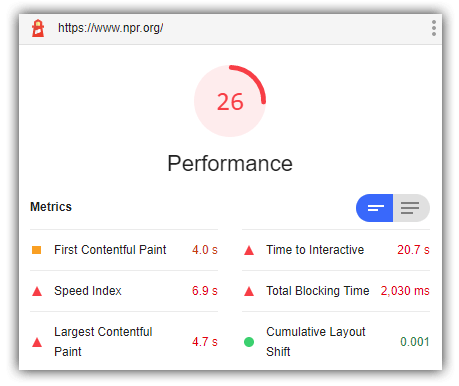 https://www.npr.org/
26
Performance
Metrics
First Contentful Paint 4.0 s
Time to Interactive 20.7 s
Speed Index 6.9 s
Total Blocking Time 2,030 ms
Largest Contentful
Paint 4.7 s
Cumulative Layout
Shift 0.001